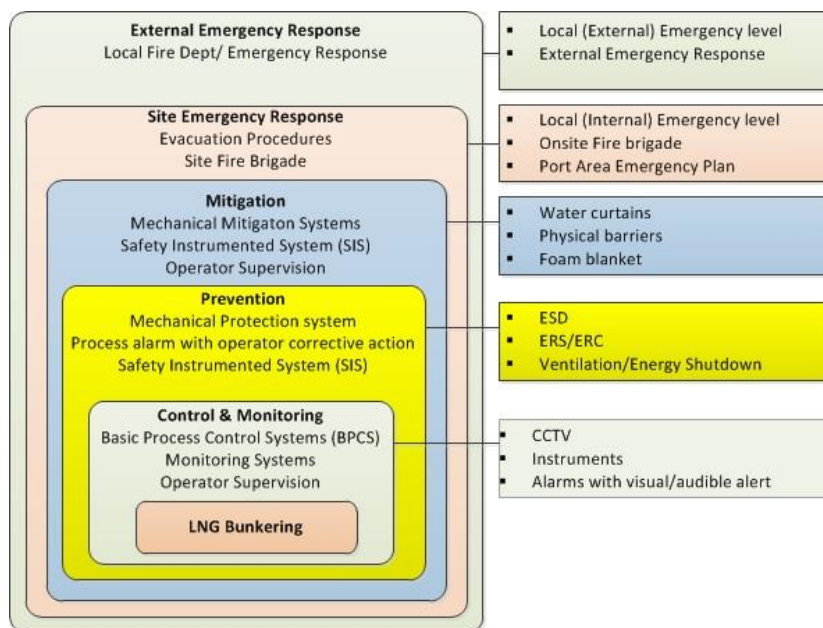 External Emergency Response
Local Fire Dept/ Emergency Response
Site Emergency Response
Evacuation Procedures
Site Fire Brigade
Mitigation
Mechanical Mitigaton Systems
Safety Instrumented System (SIS)
Operator Supervision
Prevention
Mechanical Protection system
Process alarm with operator corrective action
Safety Instrumented System (SIS)
Control & Monitoring
Basic Process Control Systems (BPCS)
Monitoring Systems
Operator Supervision
LNG Bunkering
▪ Local (External) Emergency level
▪ External Emergency Response
▪ Local (Internal) Emergency level
▪ Onsite Fire brigade
▪ Port Area Emergency Plan
▪ Water curtains
▪ Physical barriers
▪ Foam blanket
▪ ESD
▪ ERS/ERC
▪ Ventilation/Energy Shutdown
▪ CCTV
▪ Instruments
▪ Alarms with visual/audible alert